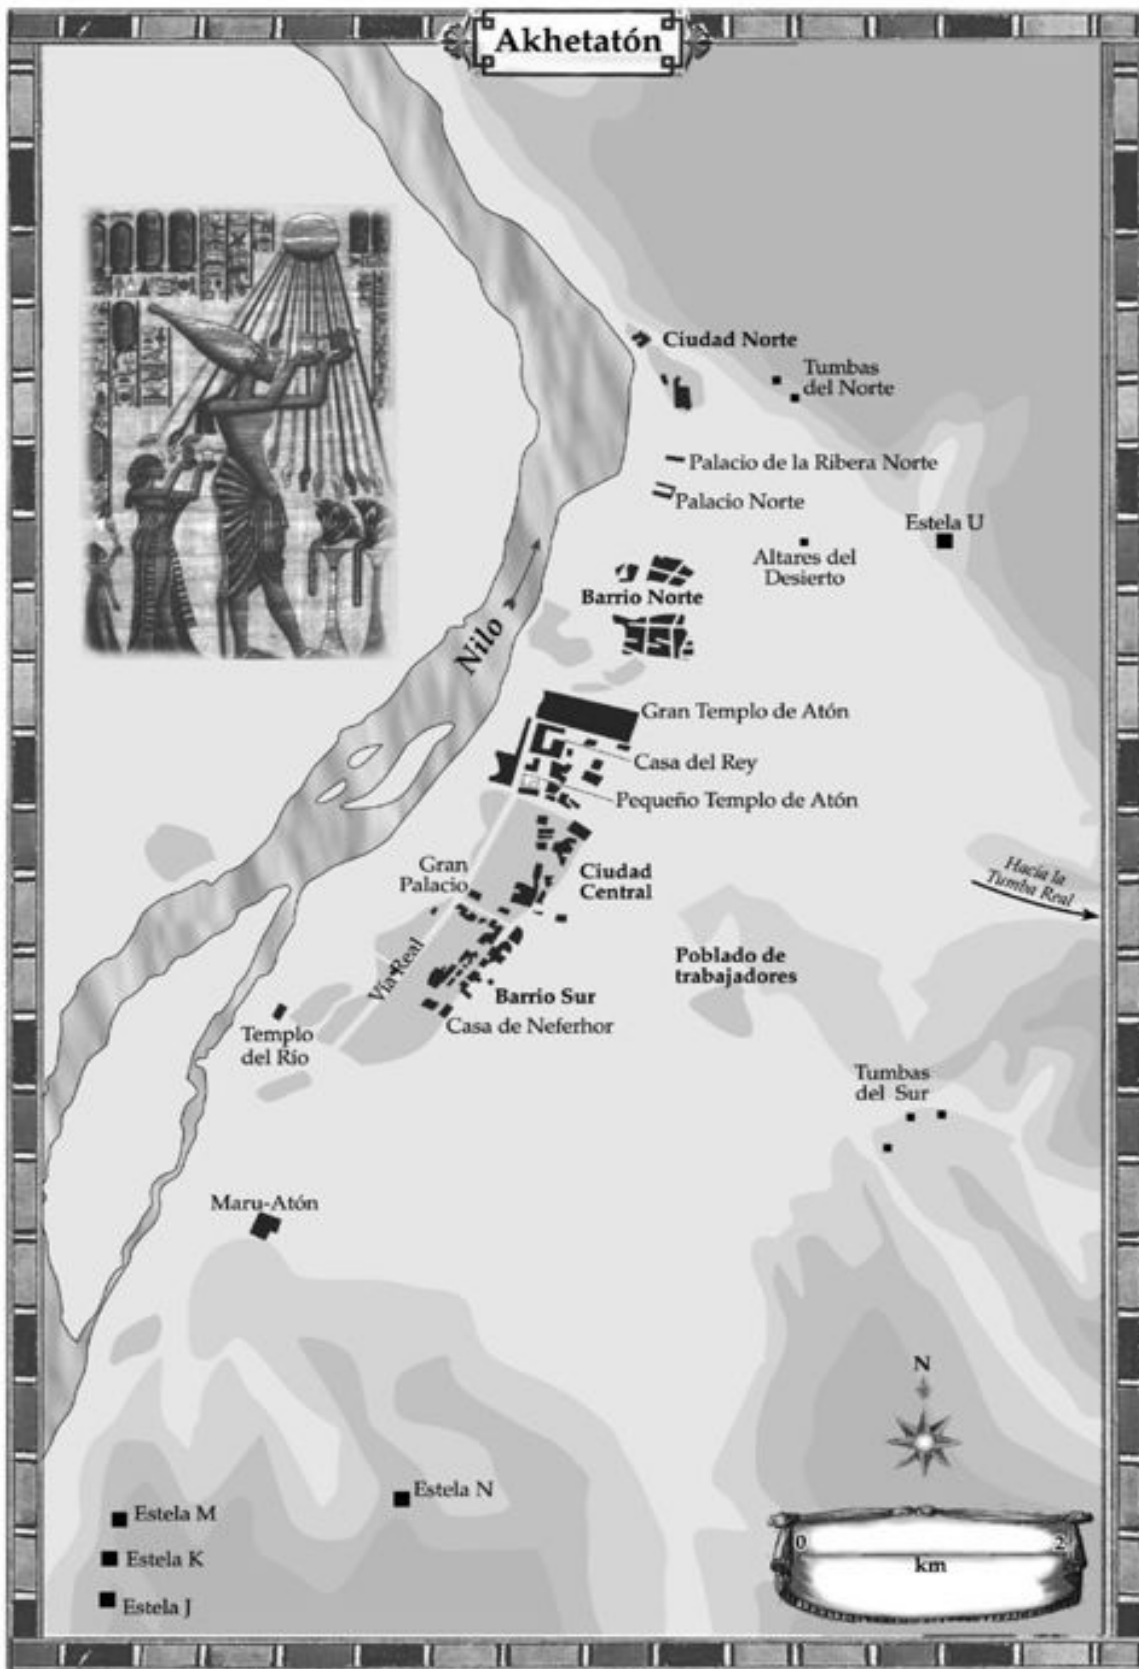 Akhetatón
Ciudad Norte
Tumbas
del Norte
Palacio de la Ribera Norte
Palacio Norte
Estela U
Altares del
Desierto
Barrio Norte
Nilo
Gran Templo de Atón
Casa del Rey
Pequeño Templo de Atón
Gran
Palacio
Ciudad
Central
Hacia la
Tumba Real
Vía Real
Poblado de
trabajadores
Barrio Sur
Casa de Neferhor
Templo
del Río
Tumbas
del Sur
Maru-Atón
N
Estela N
Estela M
Estela K
Estela J
0 2
km